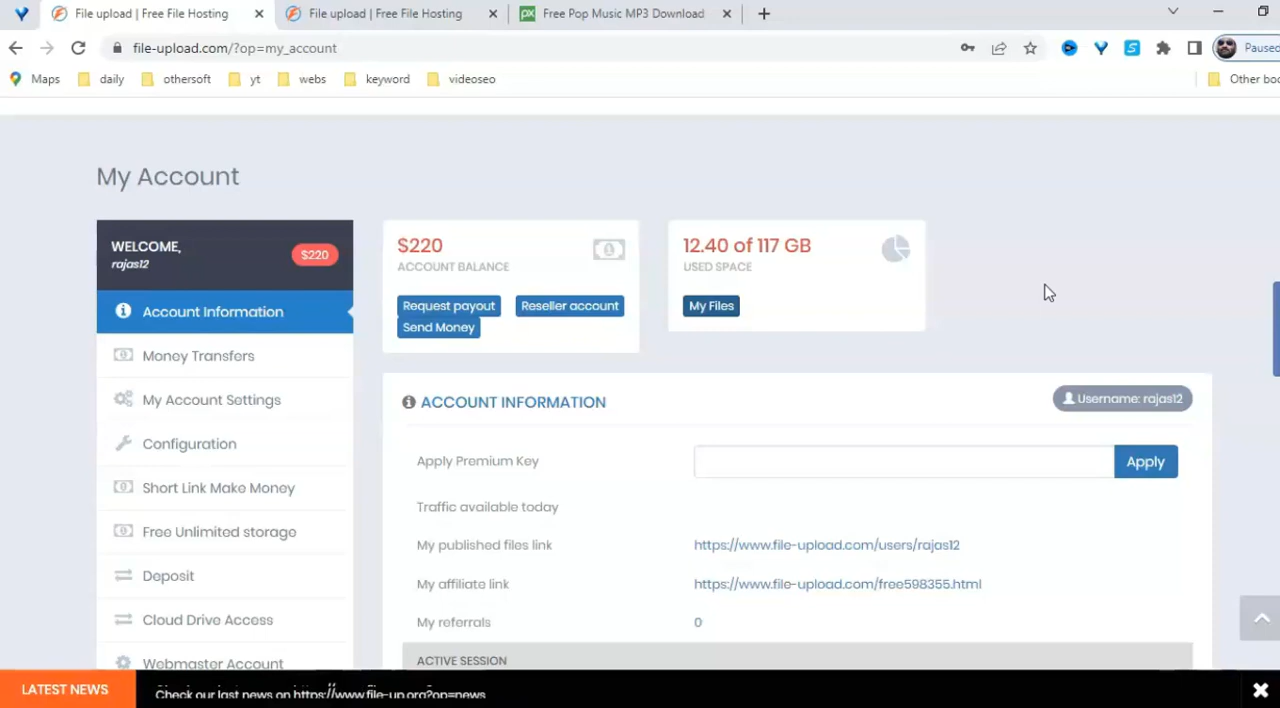 File upload | Free File Hosting
File upload | Free File Hosting
Free Pop Music MP3 Download
file-upload.com/?op=my_account
Paused
Maps
daily
othersoft
yt
webs
keyword
videoseo
Other boo
My Account
WELCOME,
rajas12
$220
Account Information
Money Transfers
My Account Settings
Configuration
Short Link Make Money
Free Unlimited storage
Deposit
Cloud Drive Access
Webmaster Account
$220
ACCOUNT BALANCE
Request payout
Reseller account
Send Money
12.40 of 117 GB
USED SPACE
My Files
ACCOUNT INFORMATION
Username: rajas12
Apply Premium Key
Apply
Traffic available today
My published files link
https://www.file-upload.com/users/rajas12
My affiliate link
https://www.file-upload.com/free598355.html
My referrals
0
ACTIVE SESSION
LATEST NEWS
Check our last news on https://www.file-up.org?op=news